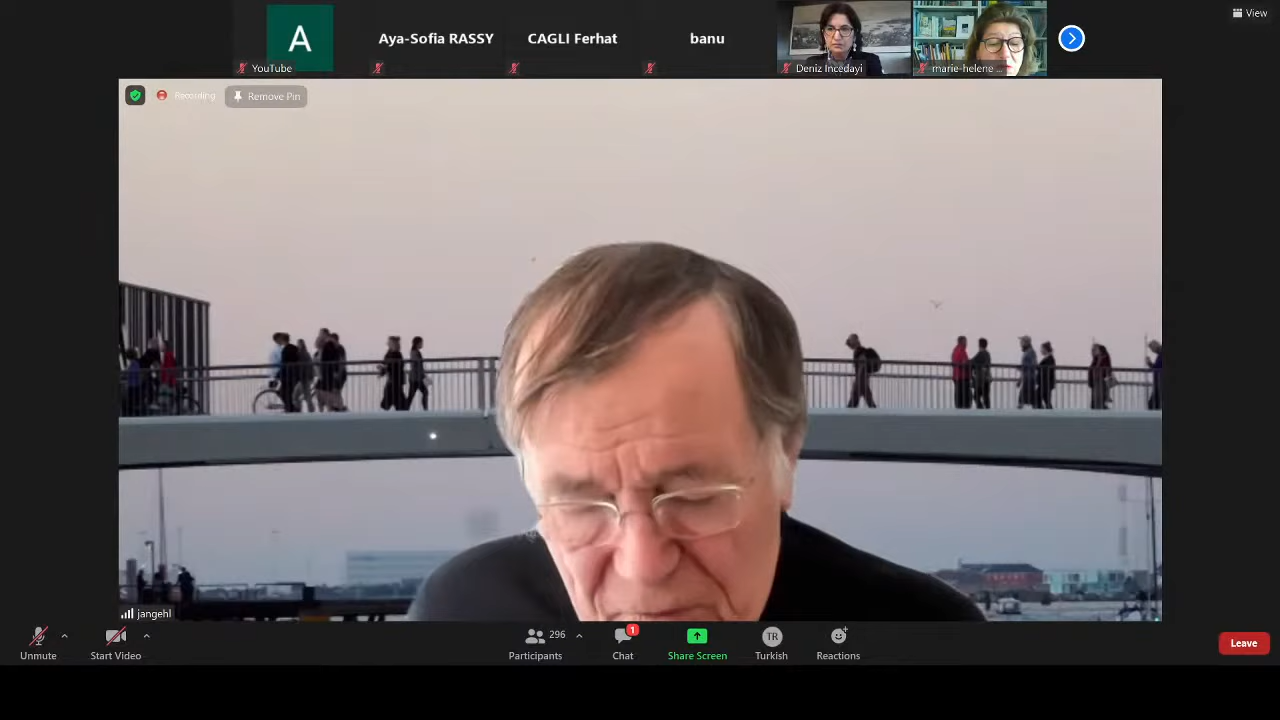 View
A
Aya-Sofia RASSY
CAGLI Ferhat
banu
YouTube
Deniz İncedayi
marie-helene ...
Recording
Remove Pin
jangehl
Unmute
Start Video
296
Participants
1
Chat
Share Screen
TR
Turkish
Reactions
Leave